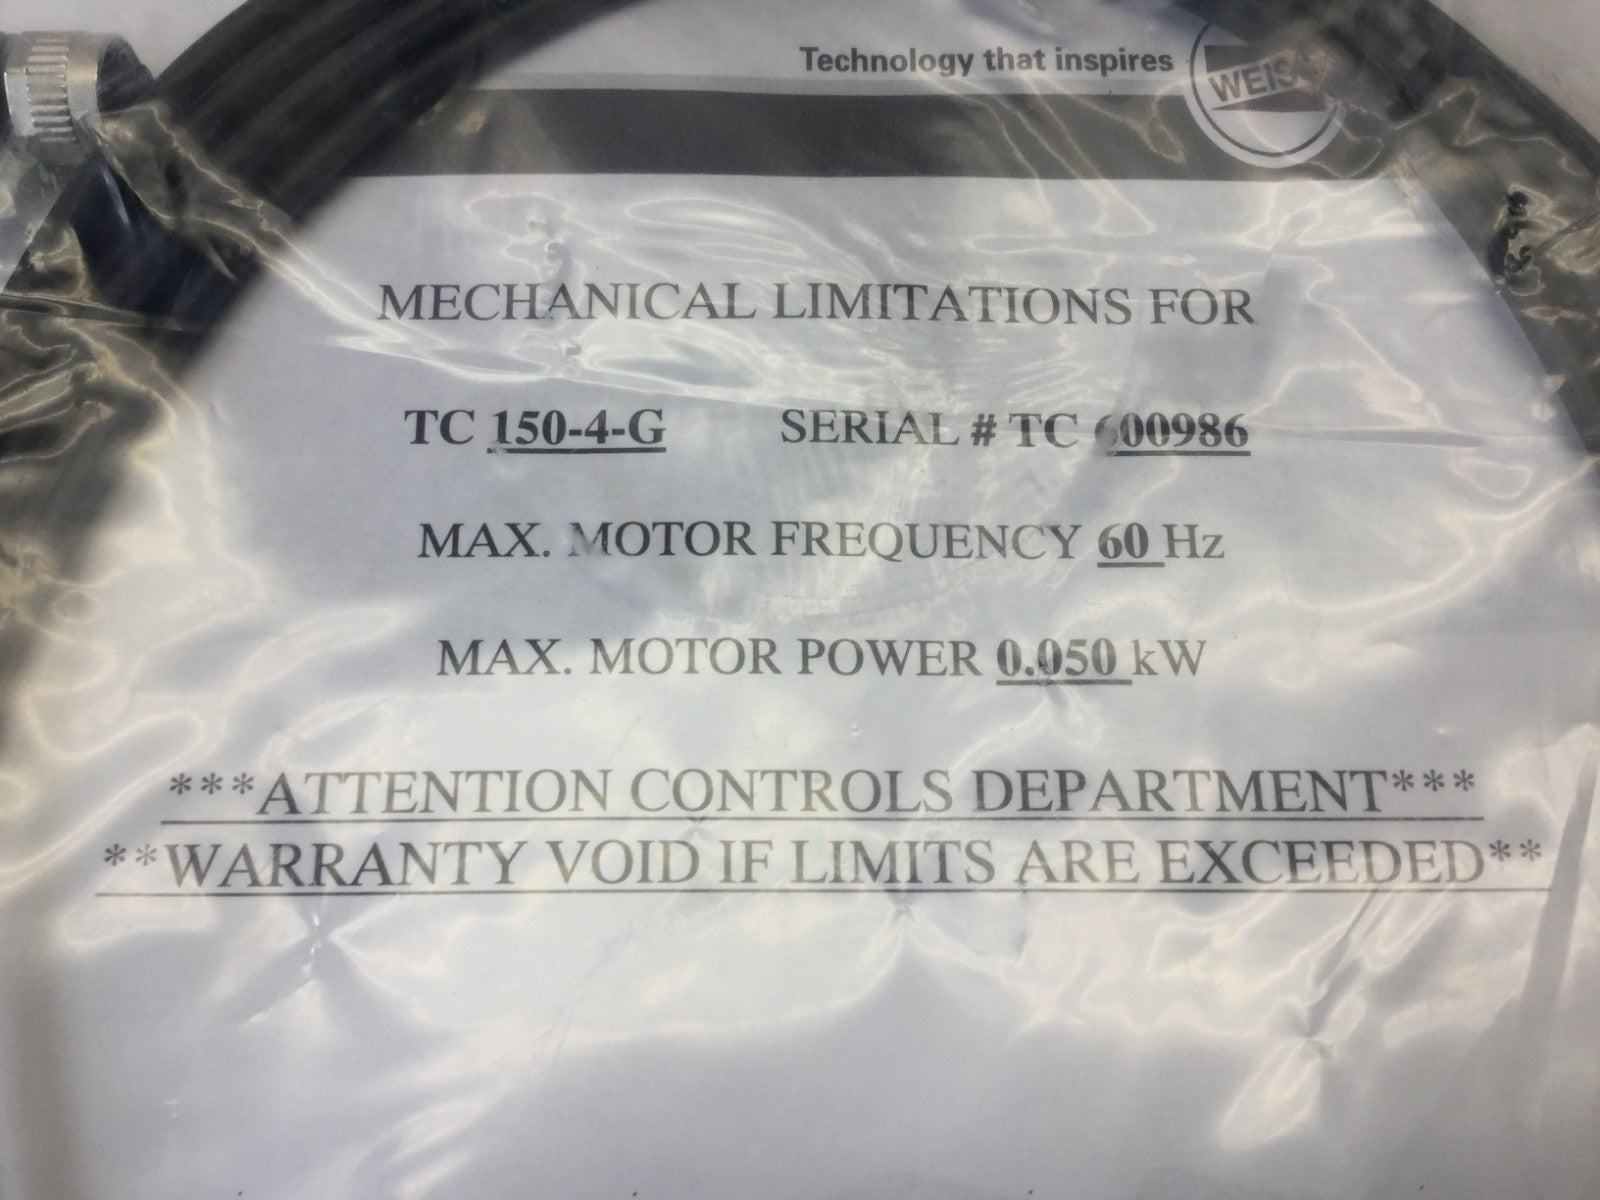 Technology that inspires
MECHANICAL LIMITATIONS FOR
TC 150-4-G SERIAL # TC 600986
MAX. MOTOR FREQUENCY 60 Hz
MAX. MOTOR POWER 0.050 kW
***ATTENTION CONTROLS DEPARTMENT***
**WARRANTY VOID IF LIMITS ARE EXCEEDED**